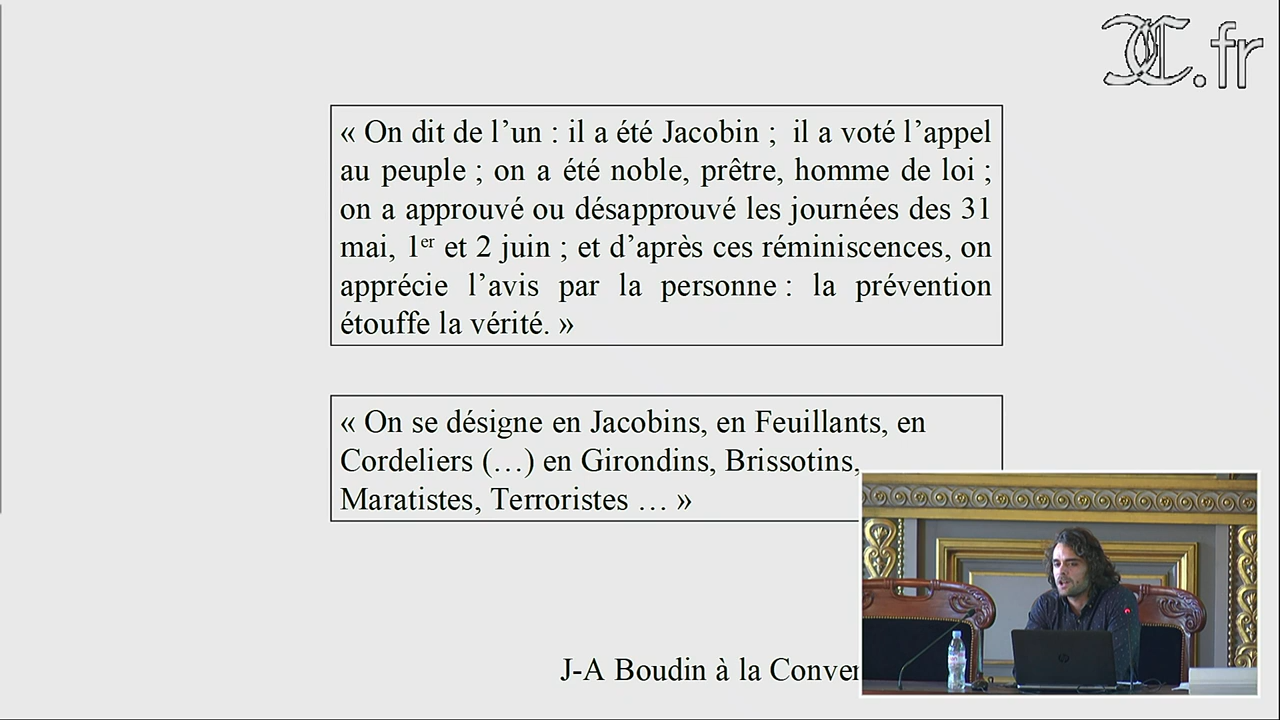 .fr
« On dit de l’un : il a été Jacobin ; il a voté l’appel
au peuple ; on a été noble, prêtre, homme de loi ;
on a approuvé ou désapprouvé les journées des 31
mai, 1er et 2 juin ; et d’après ces réminiscences, on
apprécie l’avis par la personne : la prévention
étouffe la vérité. »
« On se désigne en Jacobins, en Feuillants, en
Cordeliers (…) en Girondins, Brissotins,
Maratistes, Terroristes … »
J-A Boudin à la